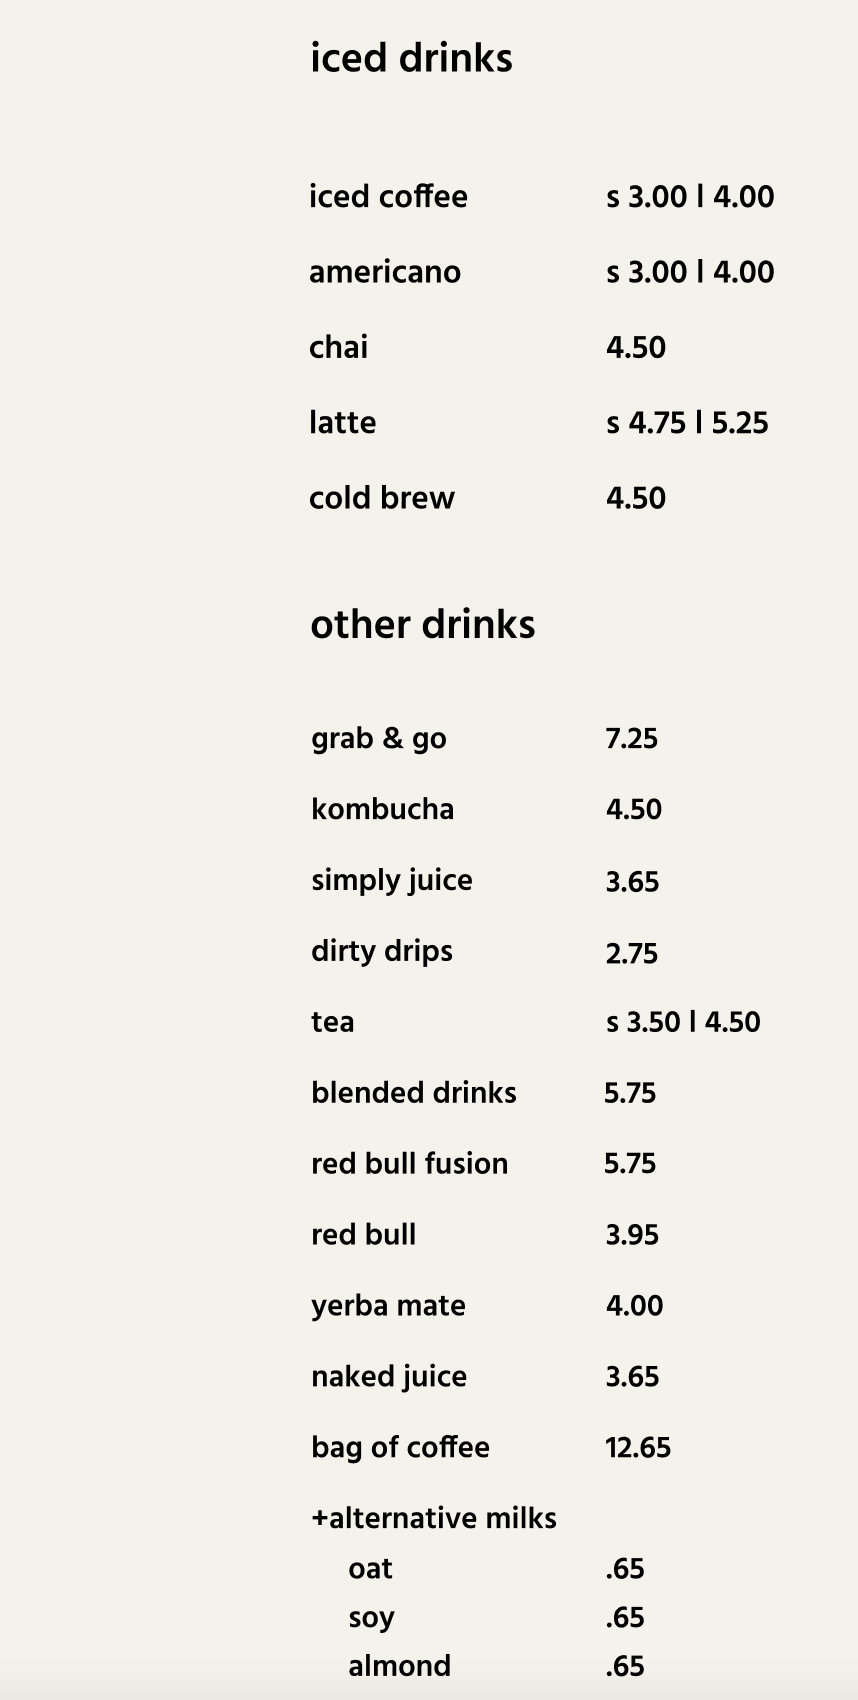 iced drinks
iced coffee s 3.00 l 4.00
americano s 3.00 l 4.00
chai 4.50
latte s 4.75 l 5.25
cold brew 4.50
other drinks
grab & go 7.25
kombucha 4.50
simply juice 3.65
dirty drips 2.75
tea s 3.50 l 4.50
blended drinks 5.75
red bull fusion 5.75
red bull 3.95
yerba mate 4.00
naked juice 3.65
bag of coffee 12.65
+alternative milks
oat .65
soy .65
almond .65